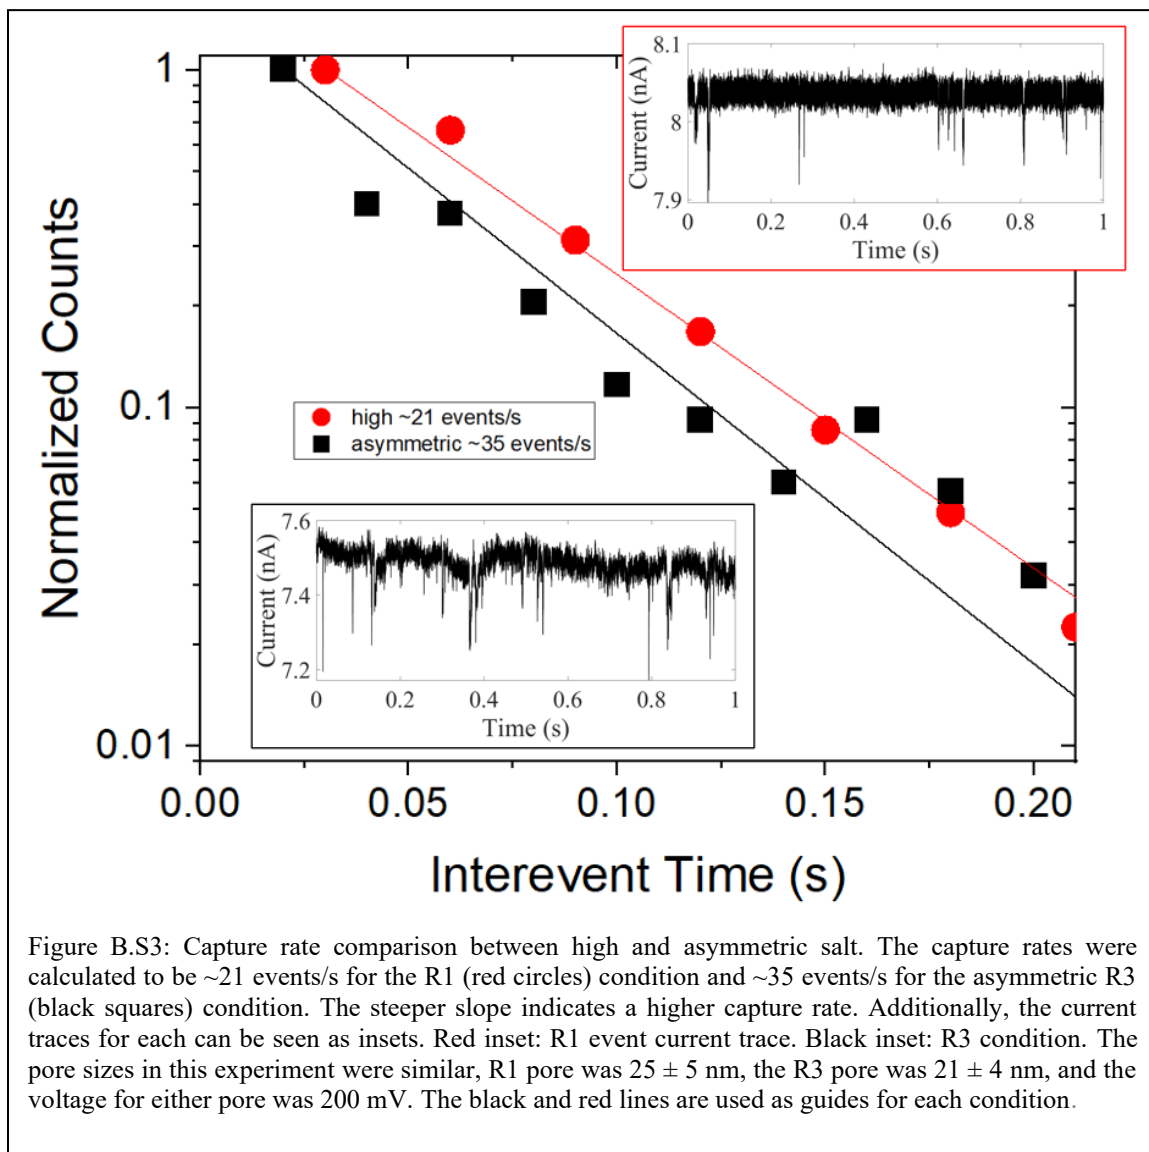 8.1
8
7.9
Current (nA)
0 0.2 0.4 0.6 0.8 1
Time (s)
1
0.1
0.01
Normalized Counts
high ~21 events/s
asymmetric ~35 events/s
7.6
7.4
7.2
Current (nA)
0 0.2 0.4 0.6 0.8 1
Time (s)
0.00 0.05 0.10 0.15 0.20
Interevent Time (s)
Figure B.S3: Capture rate comparison between high and asymmetric salt. The capture rates were
calculated to be ~21 events/s for the R1 (red circles) condition and ~35 events/s for the asymmetric R3
(black squares) condition. The steeper slope indicates a higher capture rate. Additionally, the current
traces for each can be seen as insets. Red inset: R1 event current trace. Black inset: R3 condition. The
pore sizes in this experiment were similar, R1 pore was 25 ± 5 nm, the R3 pore was 21 ± 4 nm, and the
voltage for either pore was 200 mV. The black and red lines are used as guides for each condition.